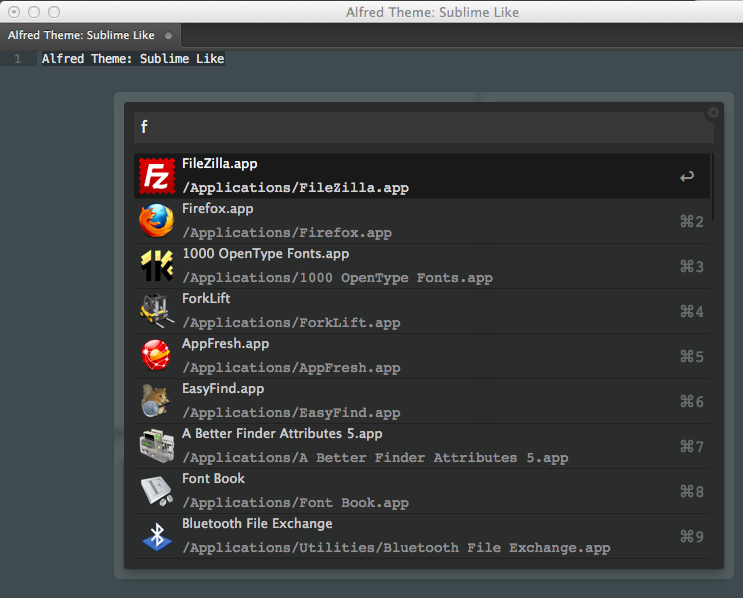 Alfred Theme: Sublime Like
Alfred Theme: Sublime Like
1 Alfred Theme: Sublime Like
f
FileZilla.app
/Applications/FileZilla.app
Firefox.app
/Applications/Firefox.app ⌘2
1000 OpenType Fonts.app
/Applications/1000 OpenType Fonts.app ⌘3
ForkLift
/Applications/ForkLift.app ⌘4
AppFresh.app
/Applications/AppFresh.app ⌘5
EasyFind.app
/Applications/EasyFind.app ⌘6
A Better Finder Attributes 5.app
/Applications/A Better Finder Attributes 5.app ⌘7
Font Book
/Applications/Font Book.app ⌘8
Bluetooth File Exchange
/Applications/Utilities/Bluetooth File Exchange.app ⌘9